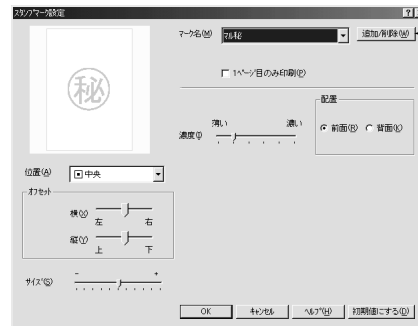 スタンプマーク設定
?
マーク名(M)
マル秘
追加/削除(W)
1ページ目のみ印刷(P)
秘
薄い
濃い
濃度(I)
配置
前面(R)
背面(K)
位置(A)
中央
オフセット
横(X)
左
右
縦(Y)
上
下
サイズ(S)
-
+
OK
キャンセル
ヘルプ(H)
初期値にする(D)